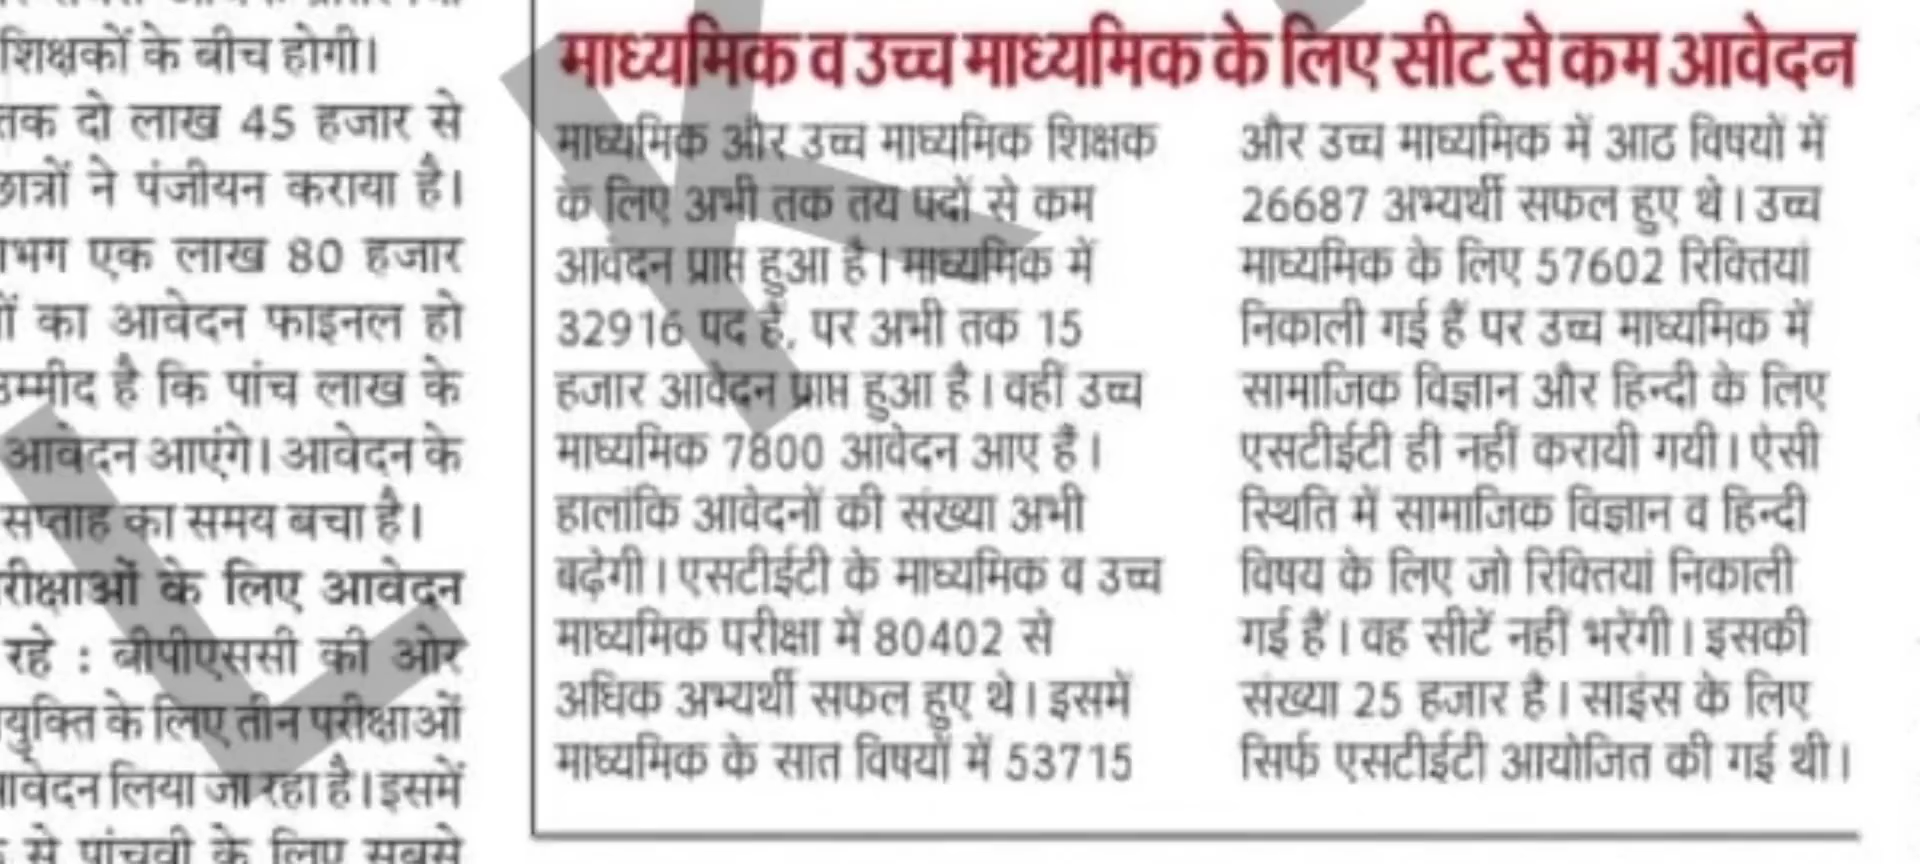 शिक्षकों के बीच होगी।
तक दो लाख 45 हजार से
छात्रों ने पंजीयन कराया है।
एक लाख 80 हजार
का आवेदन फाइनल हो
उम्मीद है कि पांच लाख के
आवेदन आएंगे। आवेदन के
सप्ताह का समय बचा है।
के लिए आवेदन
रहे : बीपीएससी की ओर
के लिए तीन परीक्षाओं
लिया जा रहा है। इसमें
से पांचवी के लिए सबसे
माध्यमिक व उच्च माध्यमिक के लिए सीट से कम आवेदन
माध्यमिक और उच्च माध्यमिक शिक्षक
के लिए अभी तक तय पदों से कम
आवेदन प्राप्त हुआ है। माध्यमिक में
32916 पद हैं, पर अभी तक 15
हजार आवेदन प्राप्त हुआ है। वहीं उच्च
माध्यमिक 7800 आवेदन आए हैं।
हालांकि आवेदनों की संख्या अभी
बढ़ेगी। एसटीईटी के माध्यमिक व उच्च
माध्यमिक परीक्षा में 80402 से
अधिक अभ्यर्थी सफल हुए थे। इसमें
माध्यमिक के सात विषयों में 53715
और उच्च माध्यमिक में आठ विषयों में
26687 अभ्यर्थी सफल हुए थे। उच्च
माध्यमिक के लिए 57602 रिक्तियां
निकाली गई हैं पर उच्च माध्यमिक में
सामाजिक विज्ञान और हिन्दी के लिए
एसटीईटी ही नहीं करायी गयी। ऐसी
स्थिति में सामाजिक विज्ञान व हिन्दी
विषय के लिए जो रिक्तियां निकाली
गई हैं। वह सीटें नहीं भरेंगी। इसकी
संख्या 25 हजार है। साइंस के लिए
सिर्फ एसटीईटी आयोजित की गई थी।